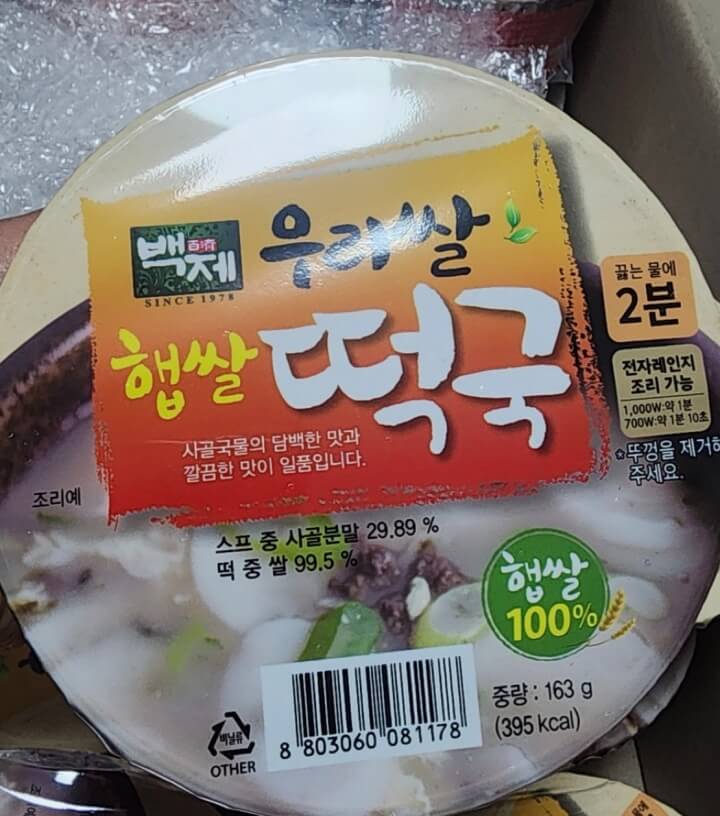 백제
百濟
SINCE 1978
우리쌀
햅쌀 떡국
사골국물의 담백한 맛과
깔끔한 맛이 일품입니다.
끓는 물에
2분
전자레인지
조리 가능
1,000W:약 1분
700W:약 1분 10초
*뚜껑을 제거해
주세요.
조리예
스프 중 사골분말 29.89 %
떡 중 쌀 99.5 %
햅쌀
100%
중량 : 163 g
(395 kcal)
비닐류
OTHER
8 803060 081178